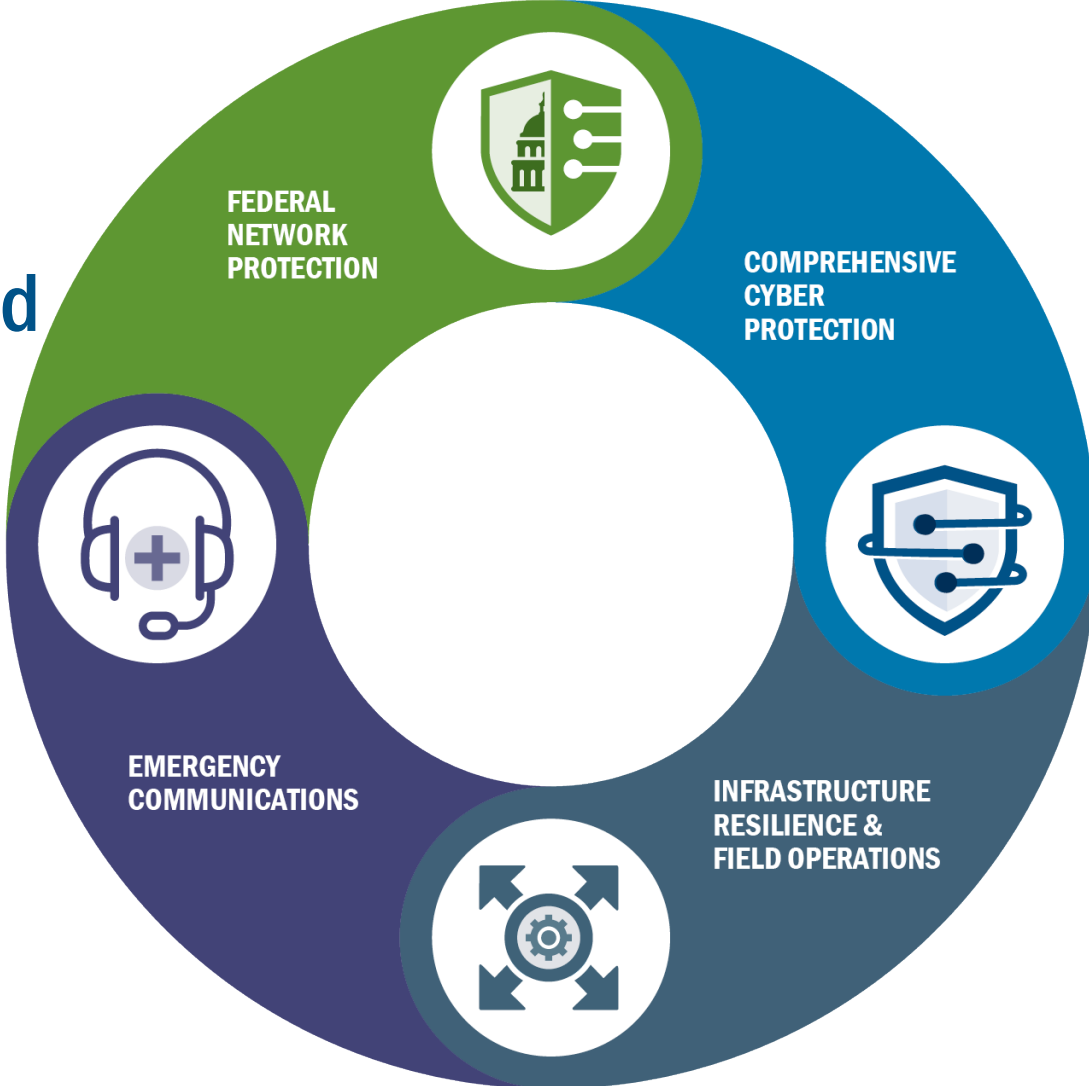 FEDERAL
NETWORK
PROTECTION
COMPREHENSIVE
CYBER
PROTECTION
d
EMERGENCY
COMMUNICATIONS
INFRASTRUCTURE
RESILIENCE &
FIELD OPERATIONS